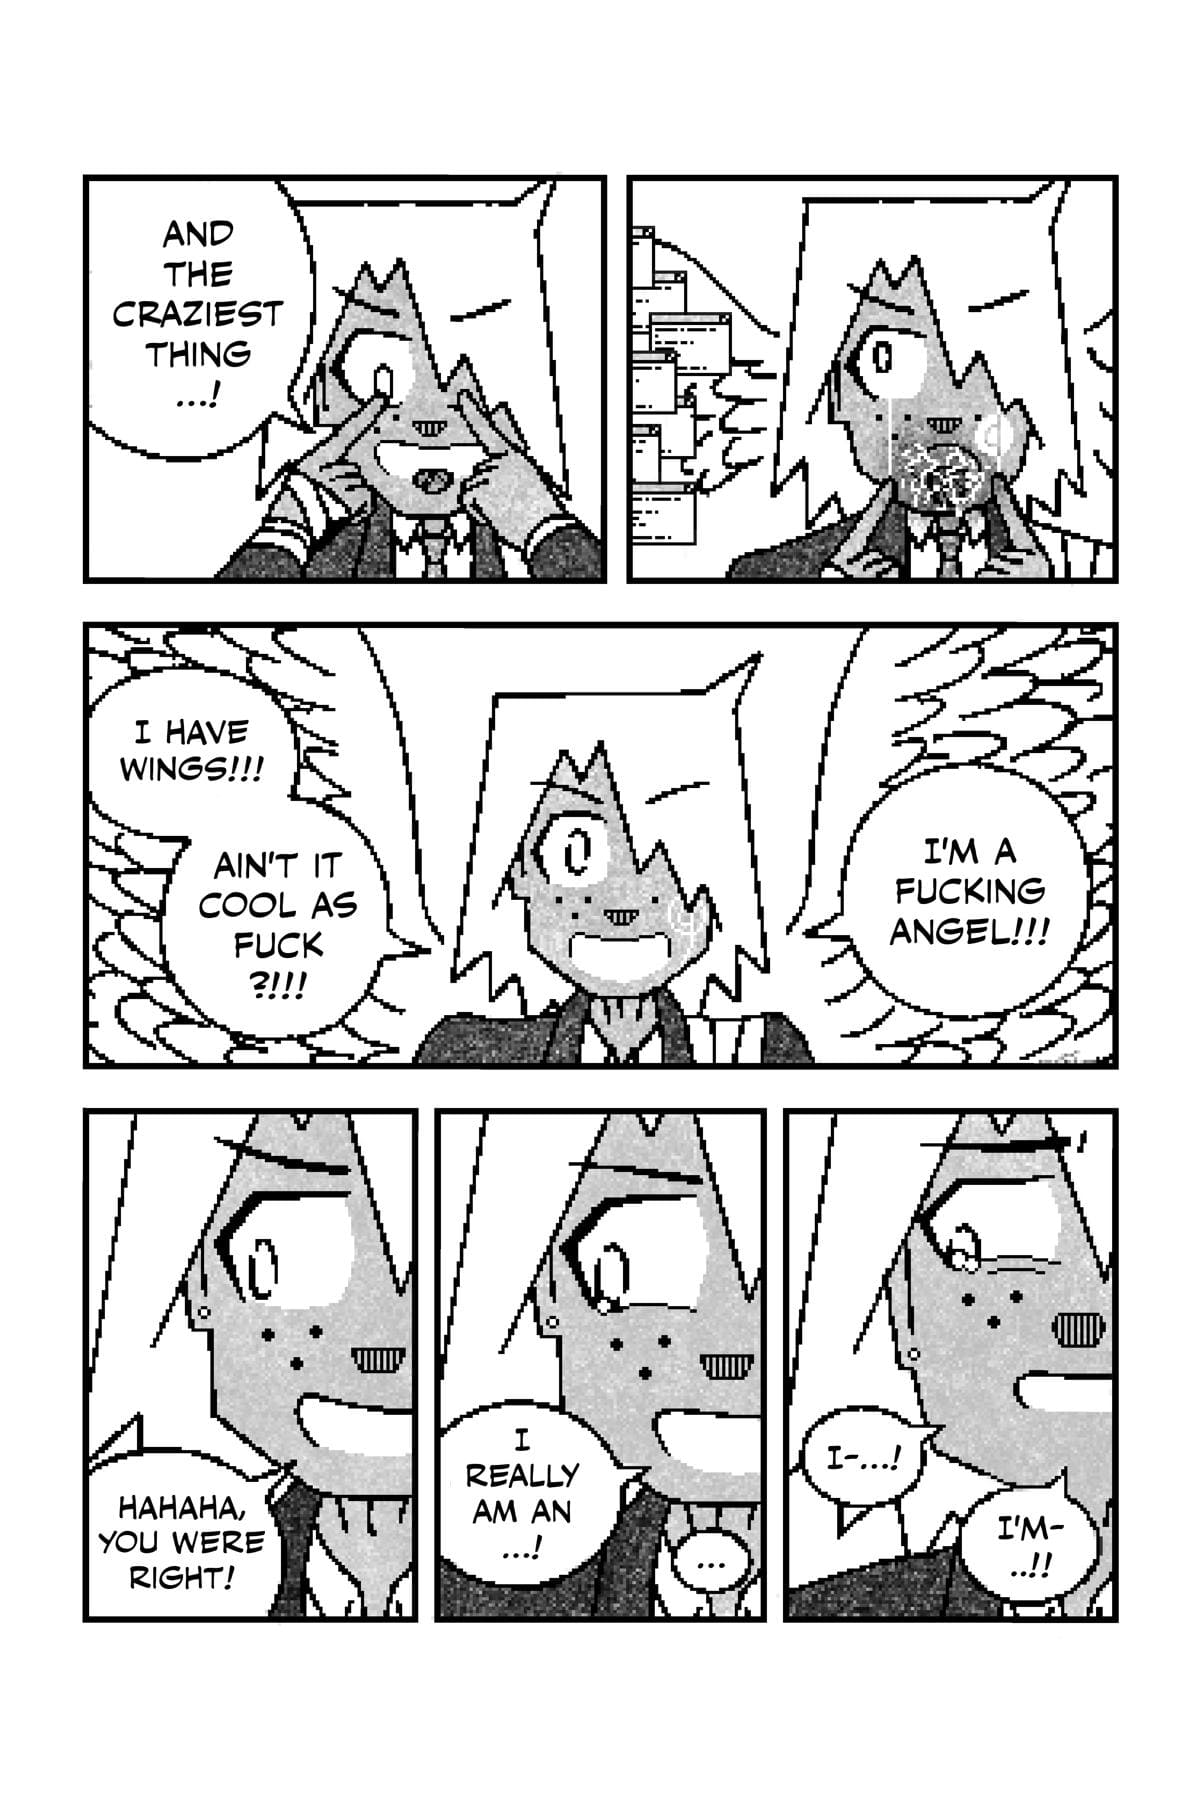 AND
THE
CRAZIEST
THING
...!
I HAVE
WINGS!!!
AIN'T IT
COOL AS
FUCK
?!!!
I'M A
FUCKING
ANGEL!!!
HAHAHA,
YOU WERE
RIGHT!
I
REALLY
AM AN
...!
...
I-...!
I'M-
..!!